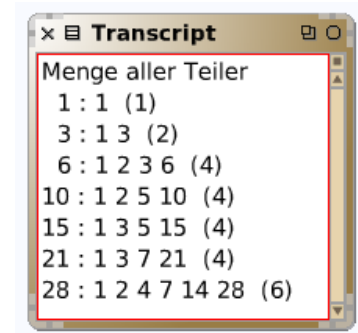 Transcript
Menge aller Teiler
1 : 1 (1)
3 : 1 3 (2)
6 : 1 2 3 6 (4)
10 : 1 2 5 10 (4)
15 : 1 3 5 15 (4)
21 : 1 3 7 21 (4)
28 : 1 2 4 7 14 28 (6)